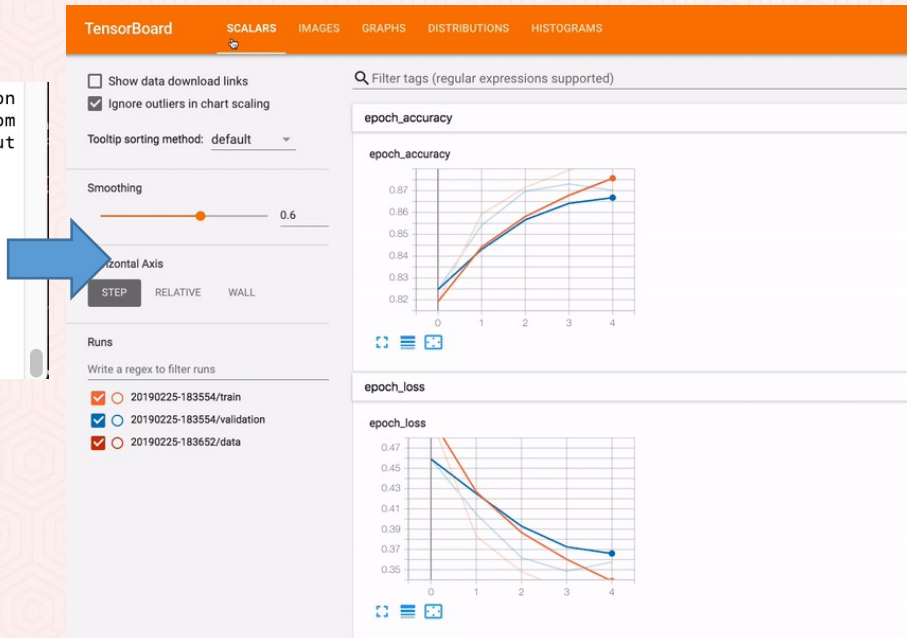 TensorBoard
SCALARS IMAGES GRAPHS DISTRIBUTIONS HISTOGRAMS
Show data download links
Ignore outliers in chart scaling
Tooltip sorting method: default
Smoothing
0.6
Horizontal Axis
STEP RELATIVE WALL
Runs
Write a regex to filter runs
20190225-183554/train
20190225-183554/validation
20190225-183652/data
Filter tags (regular expressions supported)
epoch_accuracy
epoch_accuracy
0.87
0.86
0.85
0.84
0.83
0.82
0 1 2 3 4
epoch_loss
epoch_loss
0.47
0.45
0.43
0.41
0.39
0.37
0.35
0 1 2 3 4